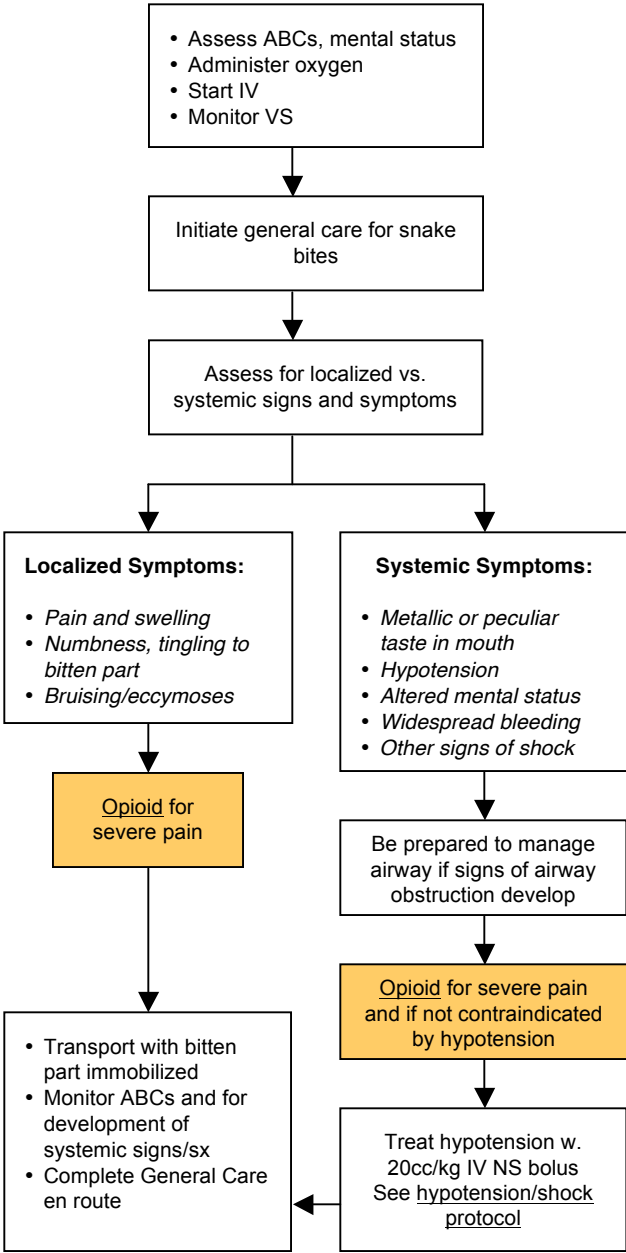 • Assess ABCs, mental status
• Administer oxygen
• Start IV
• Monitor VS
Initiate general care for snake
bites
Assess for localized vs.
systemic signs and symptoms
Localized Symptoms:
• Pain and swelling
• Numbness, tingling to
bitten part
• Bruising/eccymoses
Opioid for
severe pain
Systemic Symptoms:
• Metallic or peculiar
taste in mouth
• Hypotension
• Altered mental status
• Widespread bleeding
• Other signs of shock
Be prepared to manage
airway if signs of airway
obstruction develop
Opioid for severe pain
and if not contraindicated
by hypotension
Treat hypotension w.
20cc/kg IV NS bolus
See hypotension/shock
protocol
• Transport with bitten
part immobilized
• Monitor ABCs and for
development of
systemic signs/sx
• Complete General Care
en route